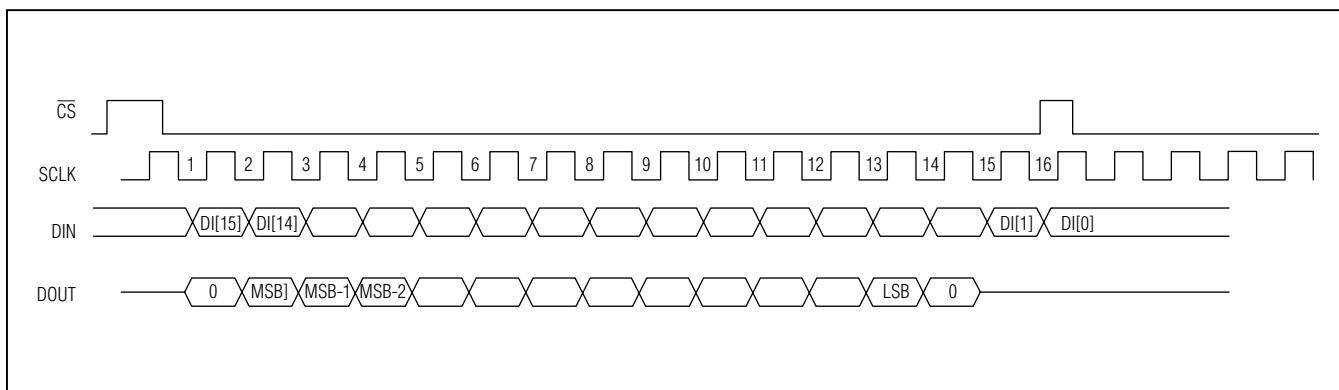 CS
SCLK 1 2 3 4 5 6 7 8 9 10 11 12 13 14 15 16
DIN DI[15] DI[14] DI[1] DI[0]
DOUT 0 MSB] MSB-1 MSB-2 LSB 0